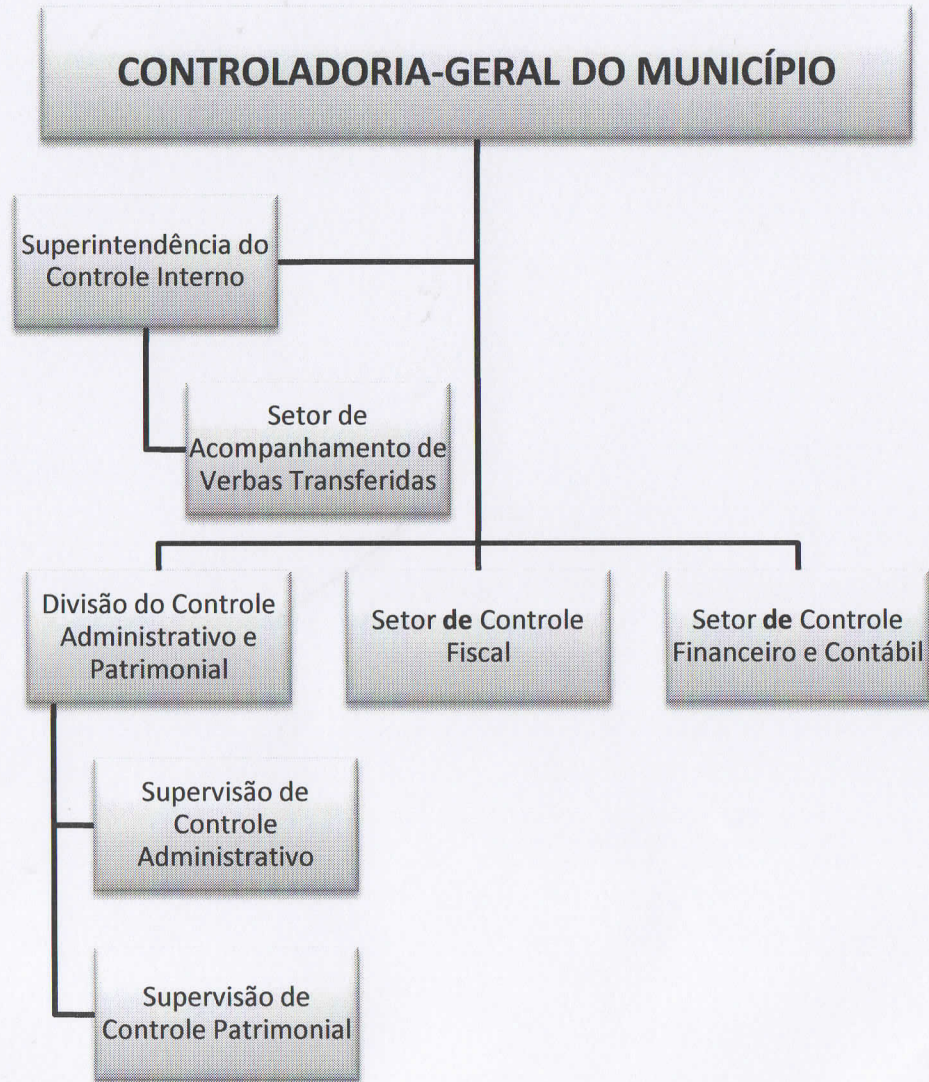 CONTROLADORIA-GERAL DO MUNICÍPIO
Superintendência do
Controle Interno
Setor de
Acompanhamento de
Verbas Transferidas
Divisão do Controle
Administrativo e
Patrimonial
Setor de Controle
Fiscal
Setor de Controle
Financeiro e Contábil
Supervisão de
Controle
Administrativo
Supervisão de
Controle Patrimonial